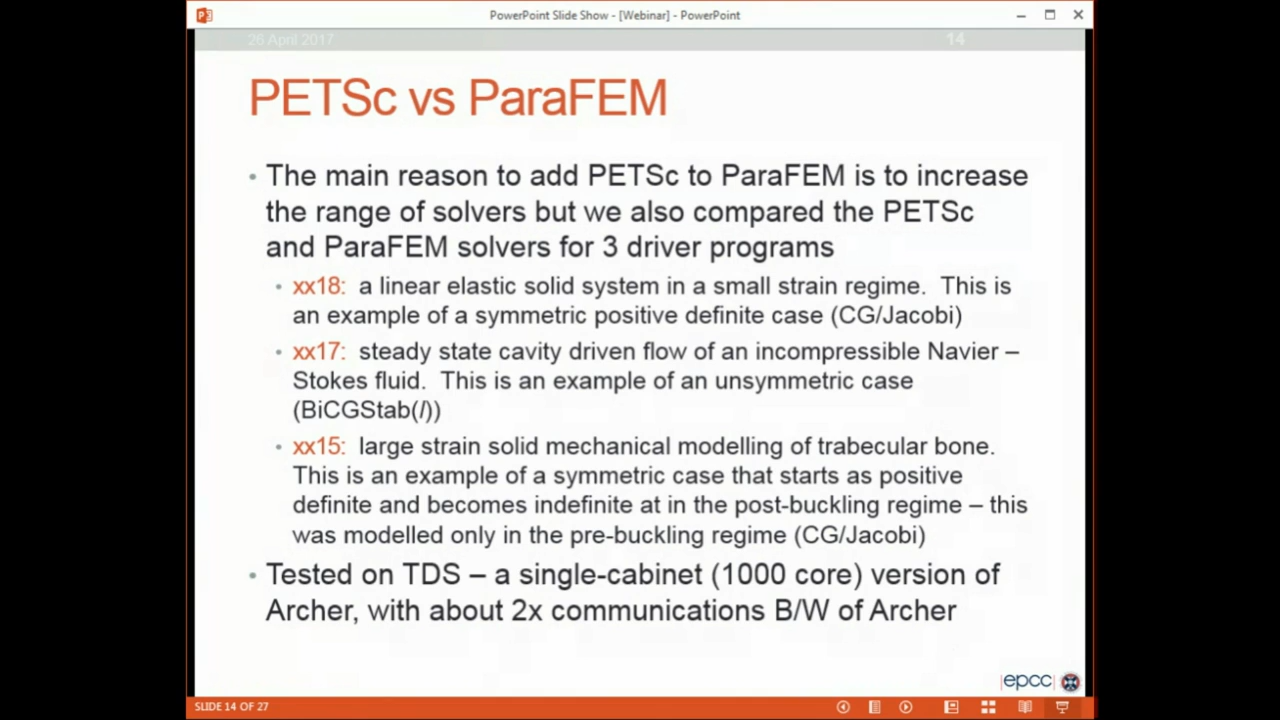 PowerPoint Slide Show - [Webinar] - PowerPoint
26 April 2017
14
PETSc vs ParaFEM
• The main reason to add PETSc to ParaFEM is to increase
the range of solvers but we also compared the PETSc
and ParaFEM solvers for 3 driver programs
• xx18: a linear elastic solid system in a small strain regime. This is
an example of a symmetric positive definite case (CG/Jacobi)
• xx17: steady state cavity driven flow of an incompressible Navier –
Stokes fluid. This is an example of an unsymmetric case
(BiCGStab(l))
• xx15: large strain solid mechanical modelling of trabecular bone.
This is an example of a symmetric case that starts as positive
definite and becomes indefinite at in the post-buckling regime – this
was modelled only in the pre-buckling regime (CG/Jacobi)
• Tested on TDS – a single-cabinet (1000 core) version of
Archer, with about 2x communications B/W of Archer
epcc
SLIDE 14 OF 27